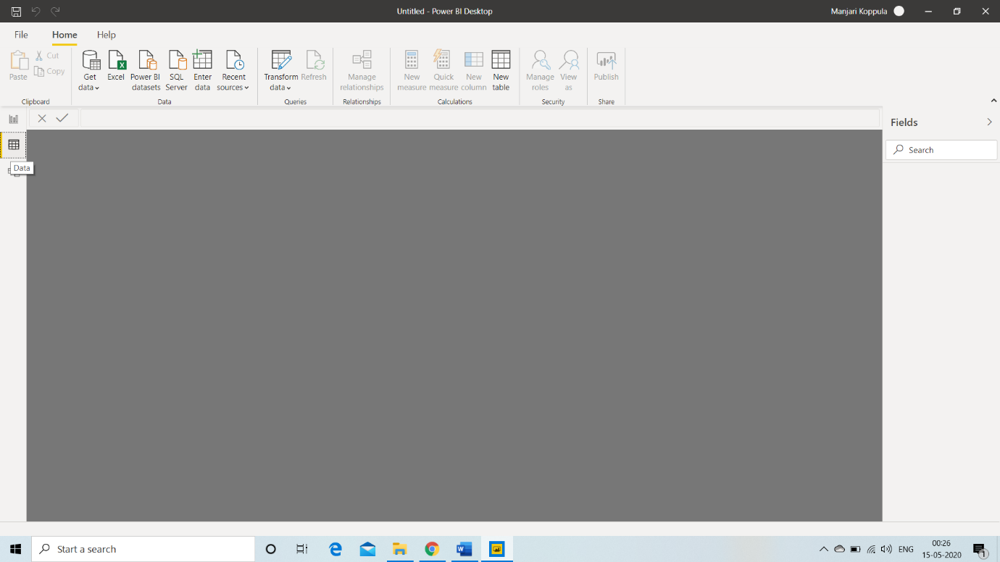 Untitled - Power BI Desktop
Manjari Koppula
File Home Help
Paste
Cut
Copy
Clipboard
Get data
Excel
Power BI datasets
SQL Server
Enter data
Recent sources
Data
Transform data
Refresh
Queries
Manage relationships
Relationships
New measure
Quick measure
New column
New table
Calculations
Manage roles
View as
Security
Publish
Share
Fields
Search
Data
Start a search
ENG
00:26
15-05-2020
1